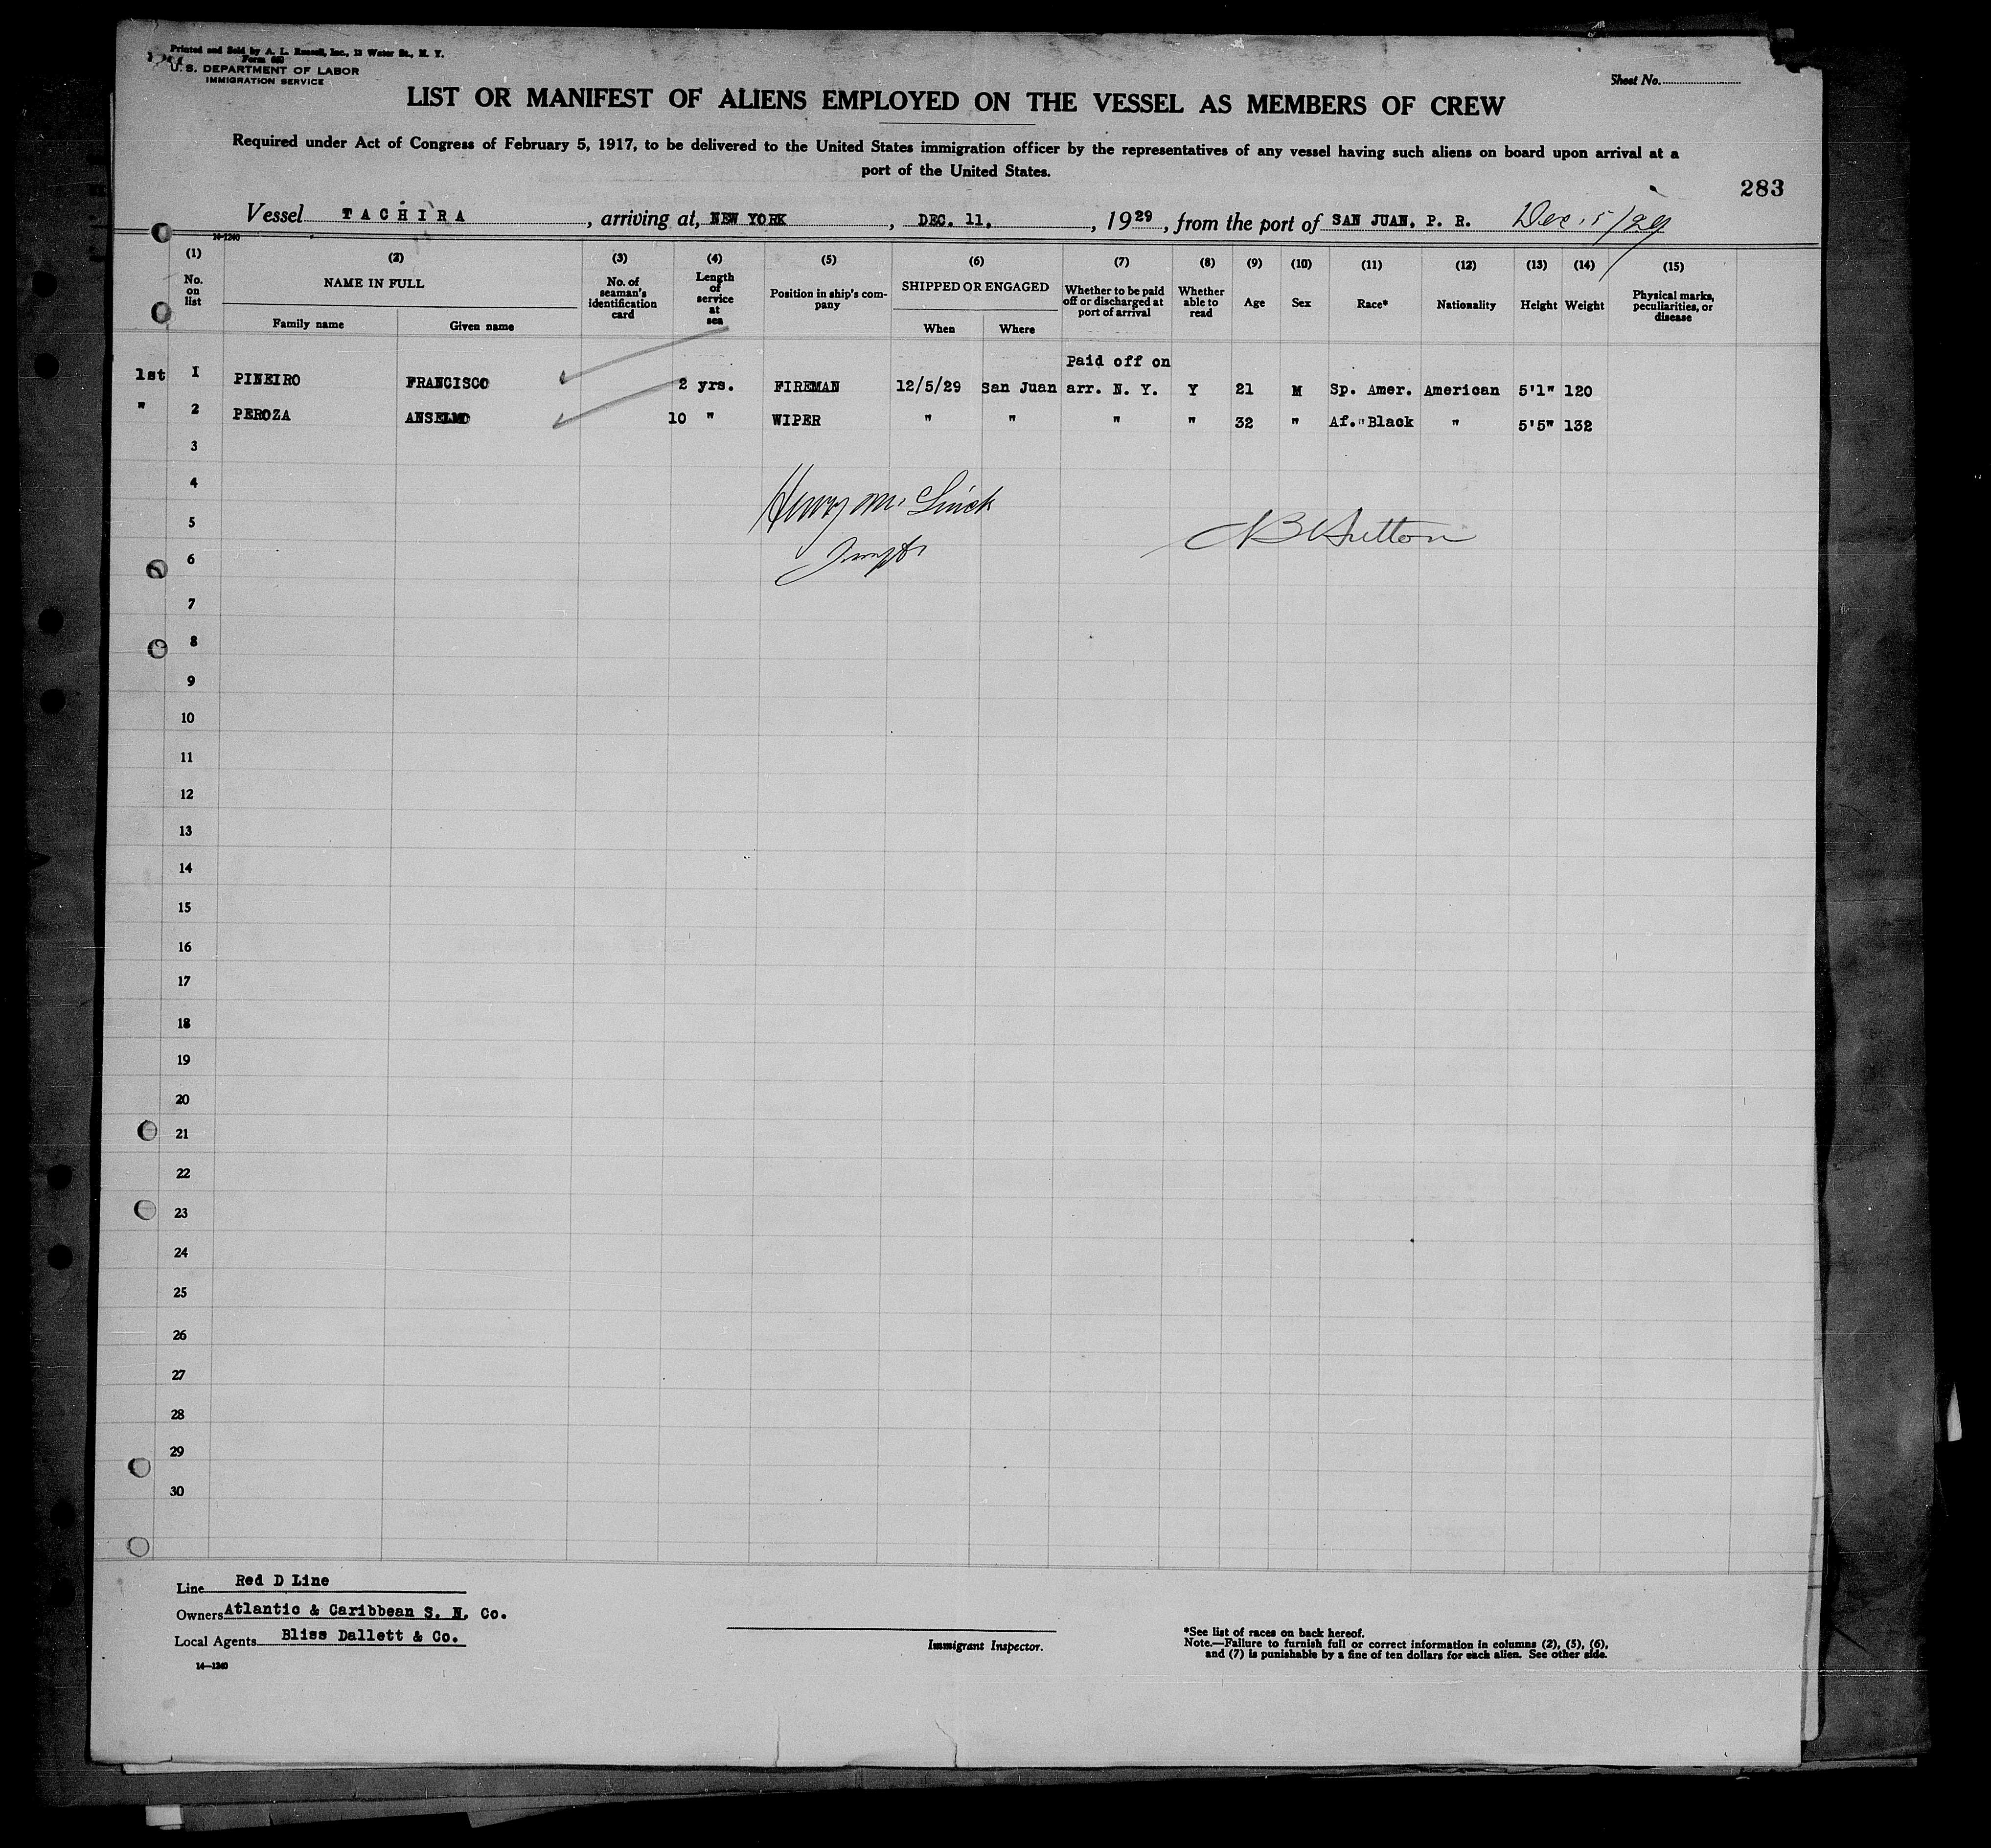 Printed and Sold by A. L. Russell, Inc., 13 Water St., N. Y.
Form 680
U. S. DEPARTMENT OF LABOR
IMMIGRATION SERVICE
Sheet No.
LIST OR MANIFEST OF ALIENS EMPLOYED ON THE VESSEL AS MEMBERS OF CREW
Required under Act of Congress of February 5, 1917, to be delivered to the United States immigration officer by the representatives of any vessel having such aliens on board upon arrival at a
port of the United States.
283
Vessel TACHIRA, arriving at, NEW YORK, DEC. 11, 1929, from the port of SAN JUAN, P. R. Dec. 5/29
14-1240
(1) (2) (3) (4) (5) (6) (7) (8) (9) (10) (11) (12) (13) (14) (15)
No. on list
NAME IN FULL
Family name
Given name
No. of seaman's identification card
Length of service at sea
Position in ship's company
SHIPPED OR ENGAGED
When
Where
Whether to be paid off or discharged at port of arrival
Whether able to read
Age
Sex
Race*
Nationality
Height
Weight
Physical marks, peculiarities, or disease
Paid off on
1st 1 PINEIRO FRANCISCO 2 yrs. FIREMAN 12/5/29 San Juan arr. N. Y. Y 21 M Sp. Amer. American 5'1" 120
" 2 PEROZA ANSELMO 10 " WIPER " " " " 32 " Af. "Black " 5'5" 132
3
4
Henry M. Linck
5
NB Hutton
6
7
8
9
10
11
12
13
14
15
16
17
18
19
20
21
22
23
24
25
26
27
28
29
30
Line Red D Line
Owners Atlantic & Caribbean S. N. Co.
Local Agents Bliss Dallett & Co.
14—1240
Immigrant Inspector.
*See list of races on back hereof.
Note.—Failure to furnish full or correct information in columns (2), (5), (6),
and (7) is punishable by a fine of ten dollars for each alien. See other side.